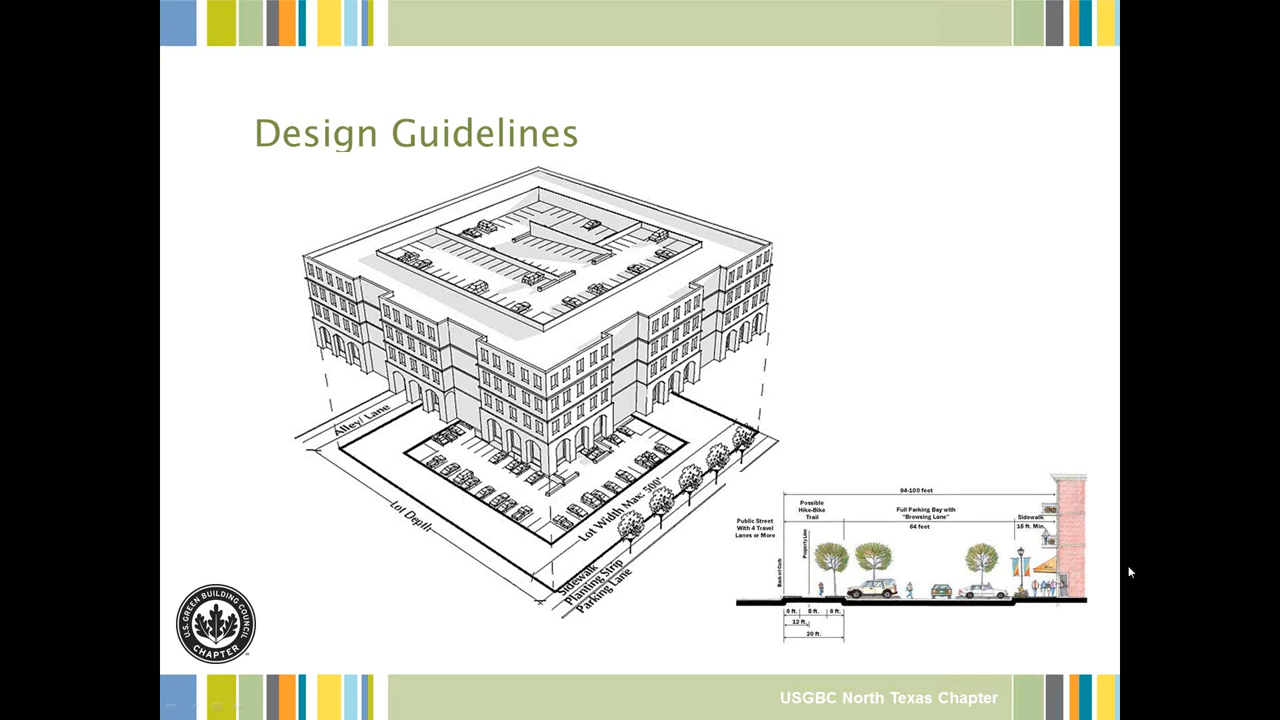 Design Guidelines
Alley/ Lane
Lot Depth
Lot Width Max: 500'
Sidewalk
Planting Strip
Parking Lane
94-100 feet
Possible
Hike-Bike
Trail
Full Parking Bay with
"Browsing Lane"
64 feet
Sidewalk
15 ft. Min.
Public Street
With 4 Travel
Lanes or More
Property Line
Back-of-Curb
6 ft.
8 ft.
6 ft.
12 ft.
20 ft.
U.S. GREEN BUILDING COUNCIL
CHAPTER
USGBC North Texas Chapter